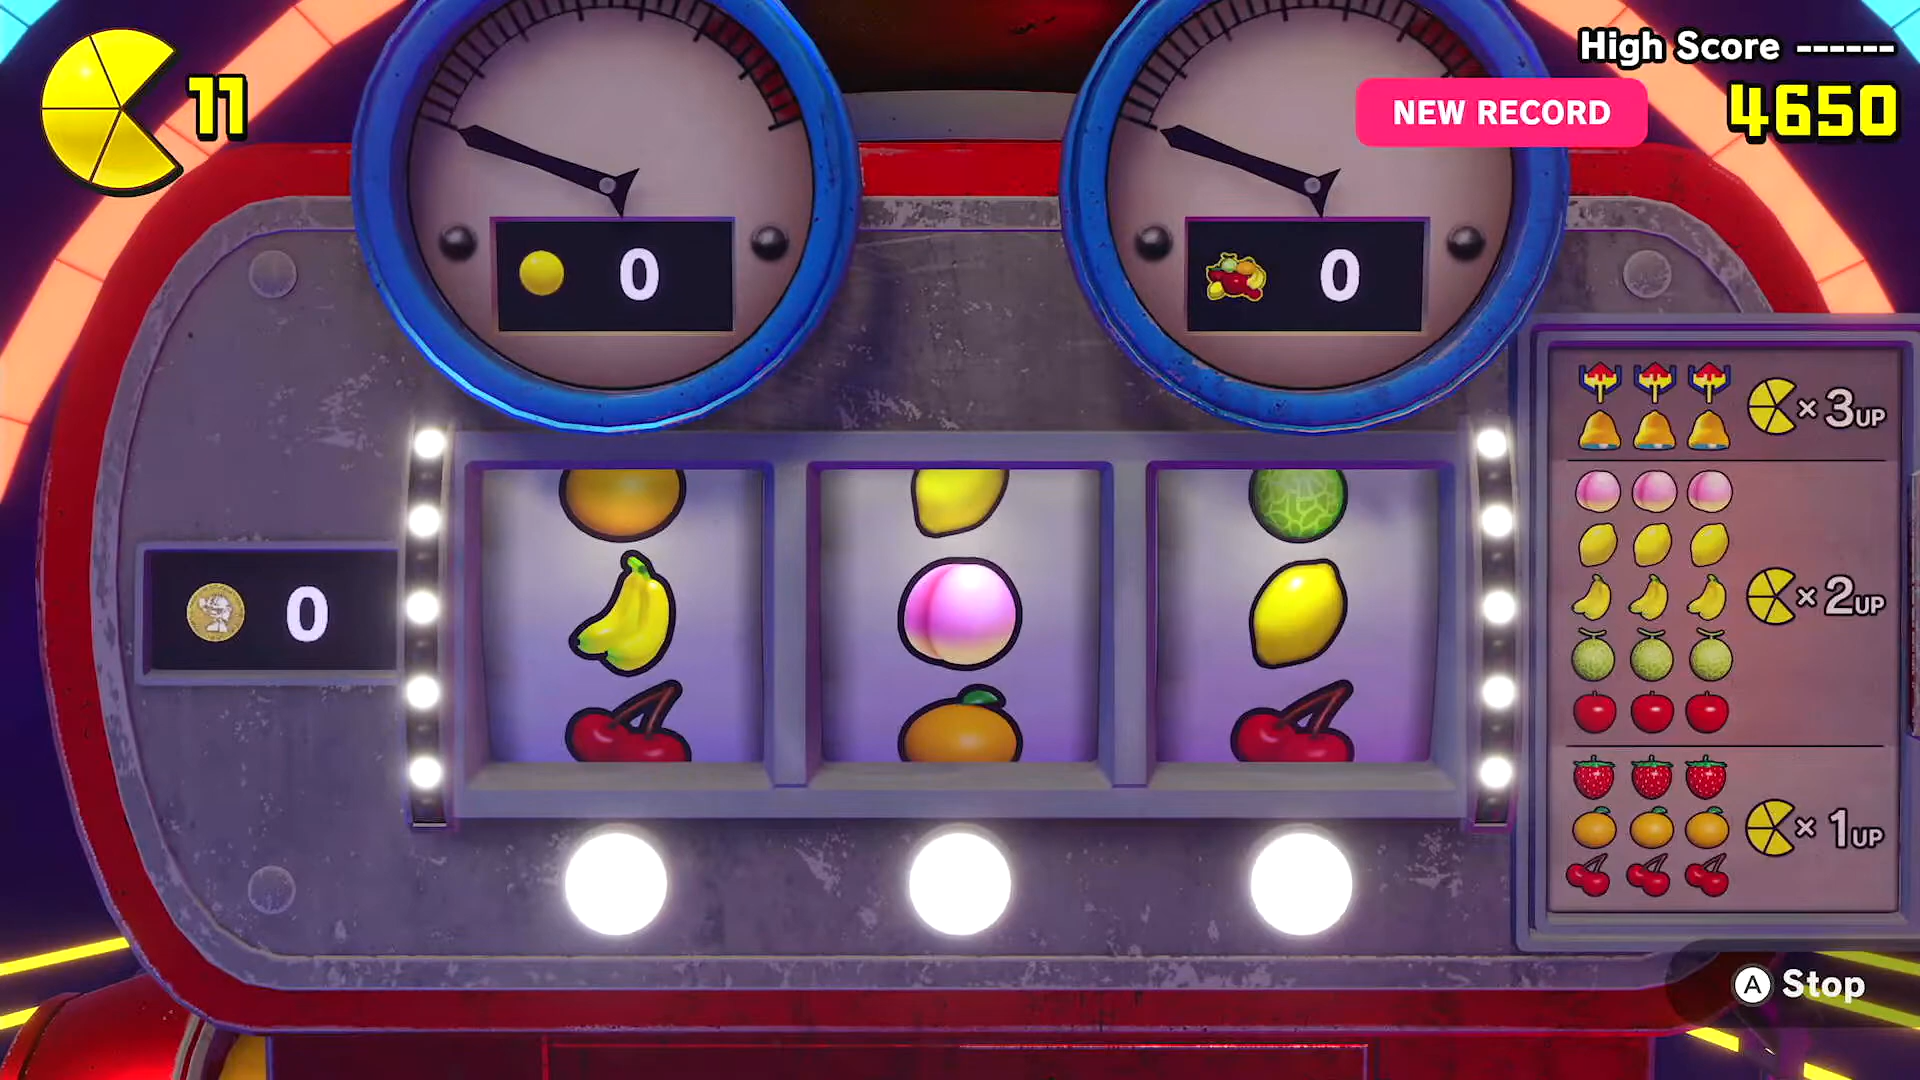 11
High Score ------
NEW RECORD
4650
0
0
0
× 3UP
× 2UP
× 1UP
A Stop